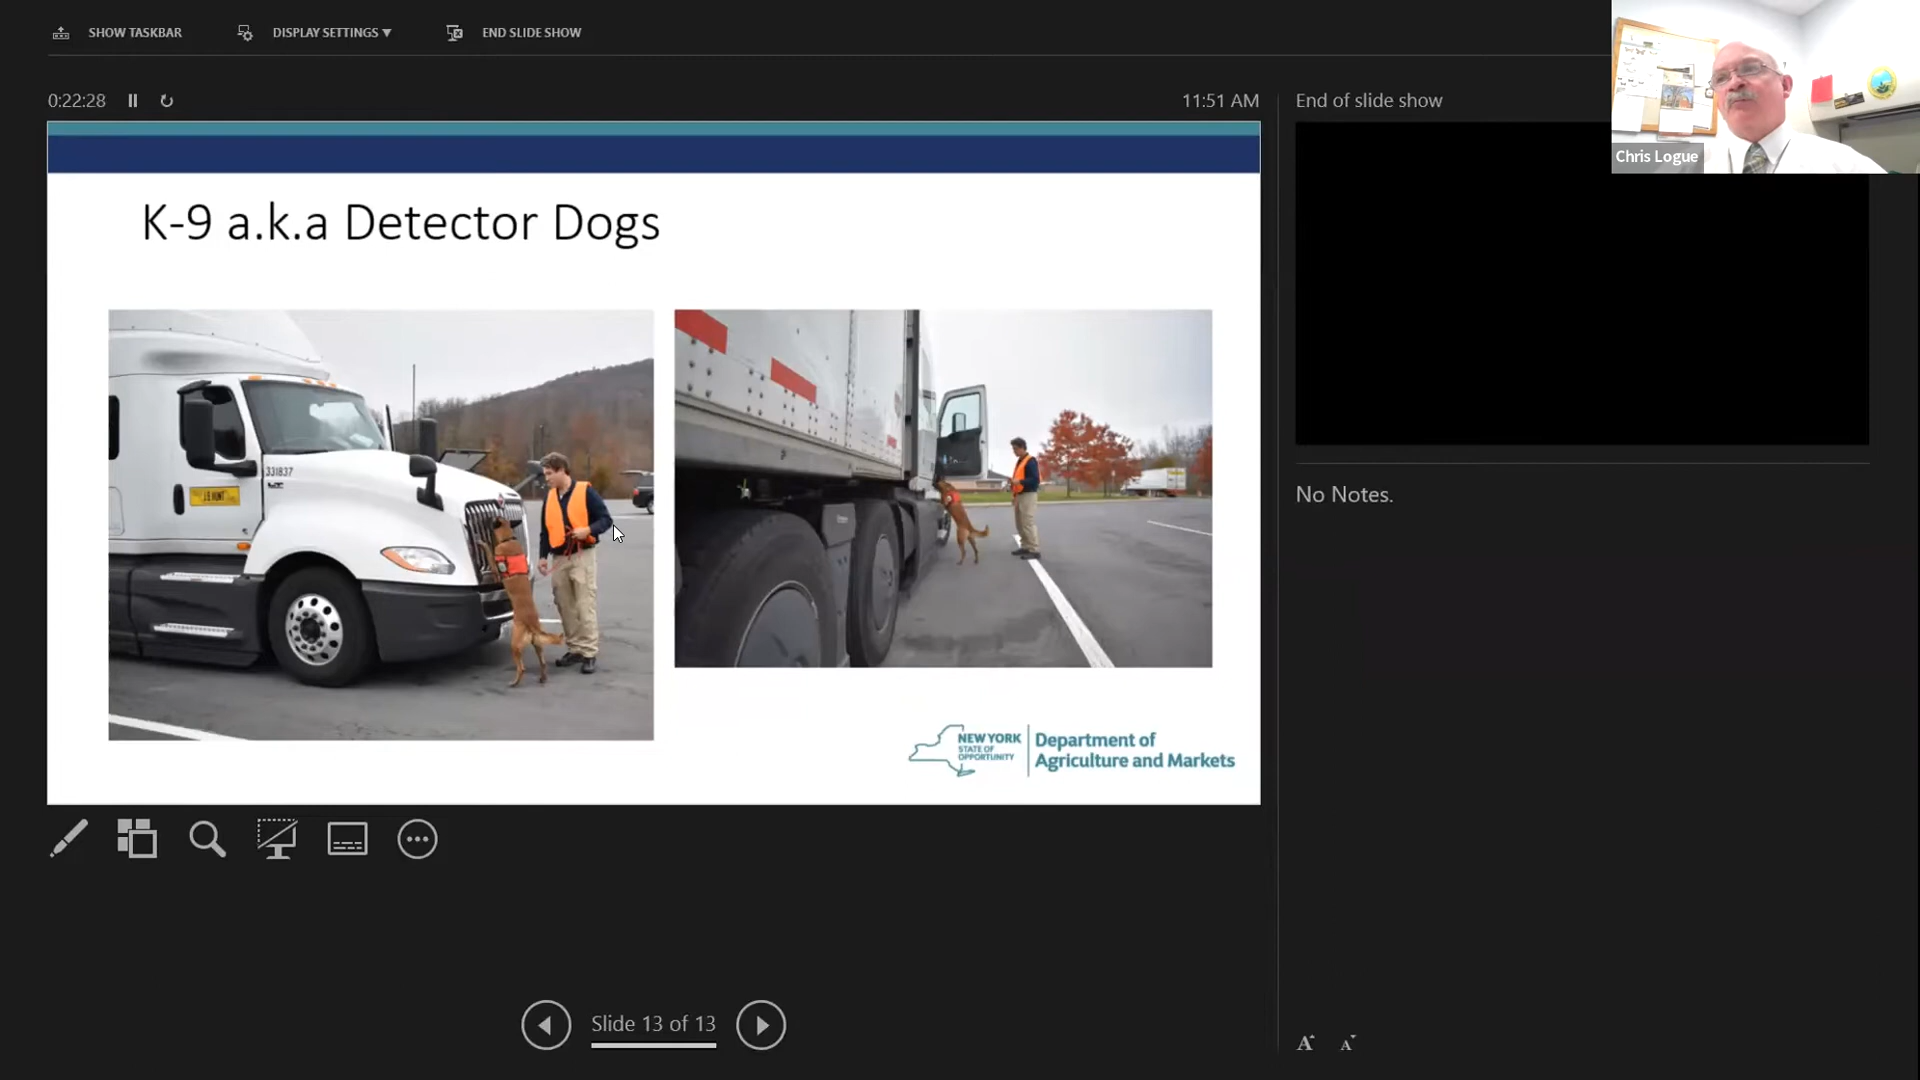 SHOW TASKBAR
DISPLAY SETTINGS ▼
END SLIDE SHOW
0:22:28
11:51 AM
End of slide show
Chris Logue
K-9 a.k.a Detector Dogs
331837
LT
J.B. HUNT
NEW YORK
STATE OF
OPPORTUNITY
Department of
Agriculture and Markets
No Notes.
Slide 13 of 13
A
A